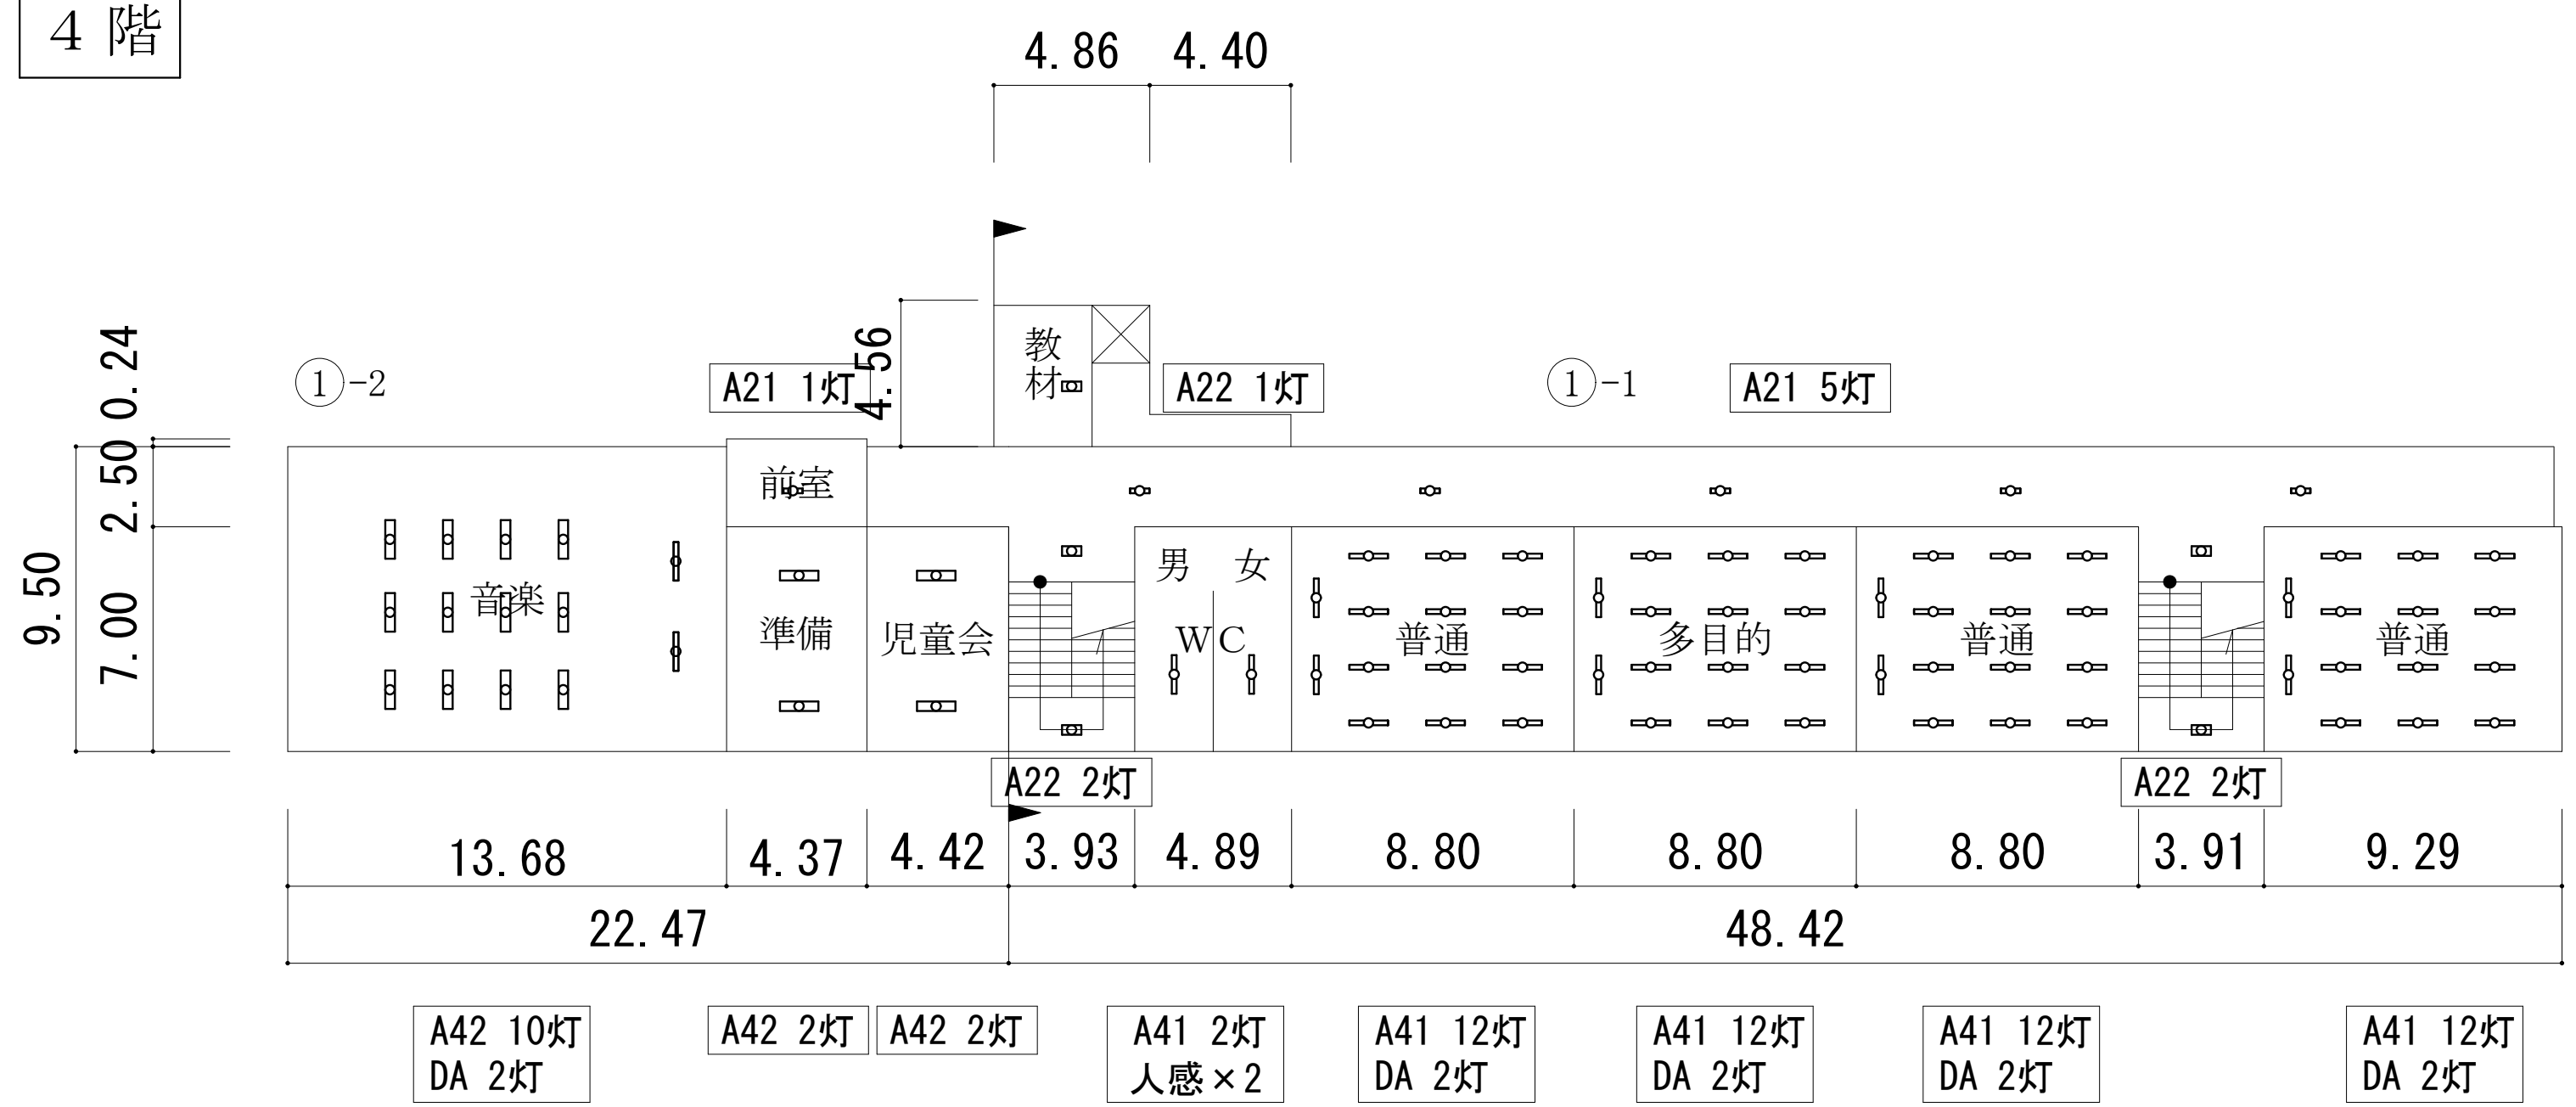 4 階
4.86 4.40
教
材
①-2
A21 1灯
4.56
A22 1灯
①-1
A21 5灯
0.24
2.50
7.00
9.50
前室
音楽
準備
児童会
男 女
WC
普通
多目的
普通
普通
A22 2灯
A22 2灯
13.68 4.37 4.42 3.93 4.89 8.80 8.80 8.80 3.91 9.29
22.47 48.42
A42 10灯
DA 2灯
A42 2灯
A42 2灯
A41 2灯
人感×2
A41 12灯
DA 2灯
A41 12灯
DA 2灯
A41 12灯
DA 2灯
A41 12灯
DA 2灯